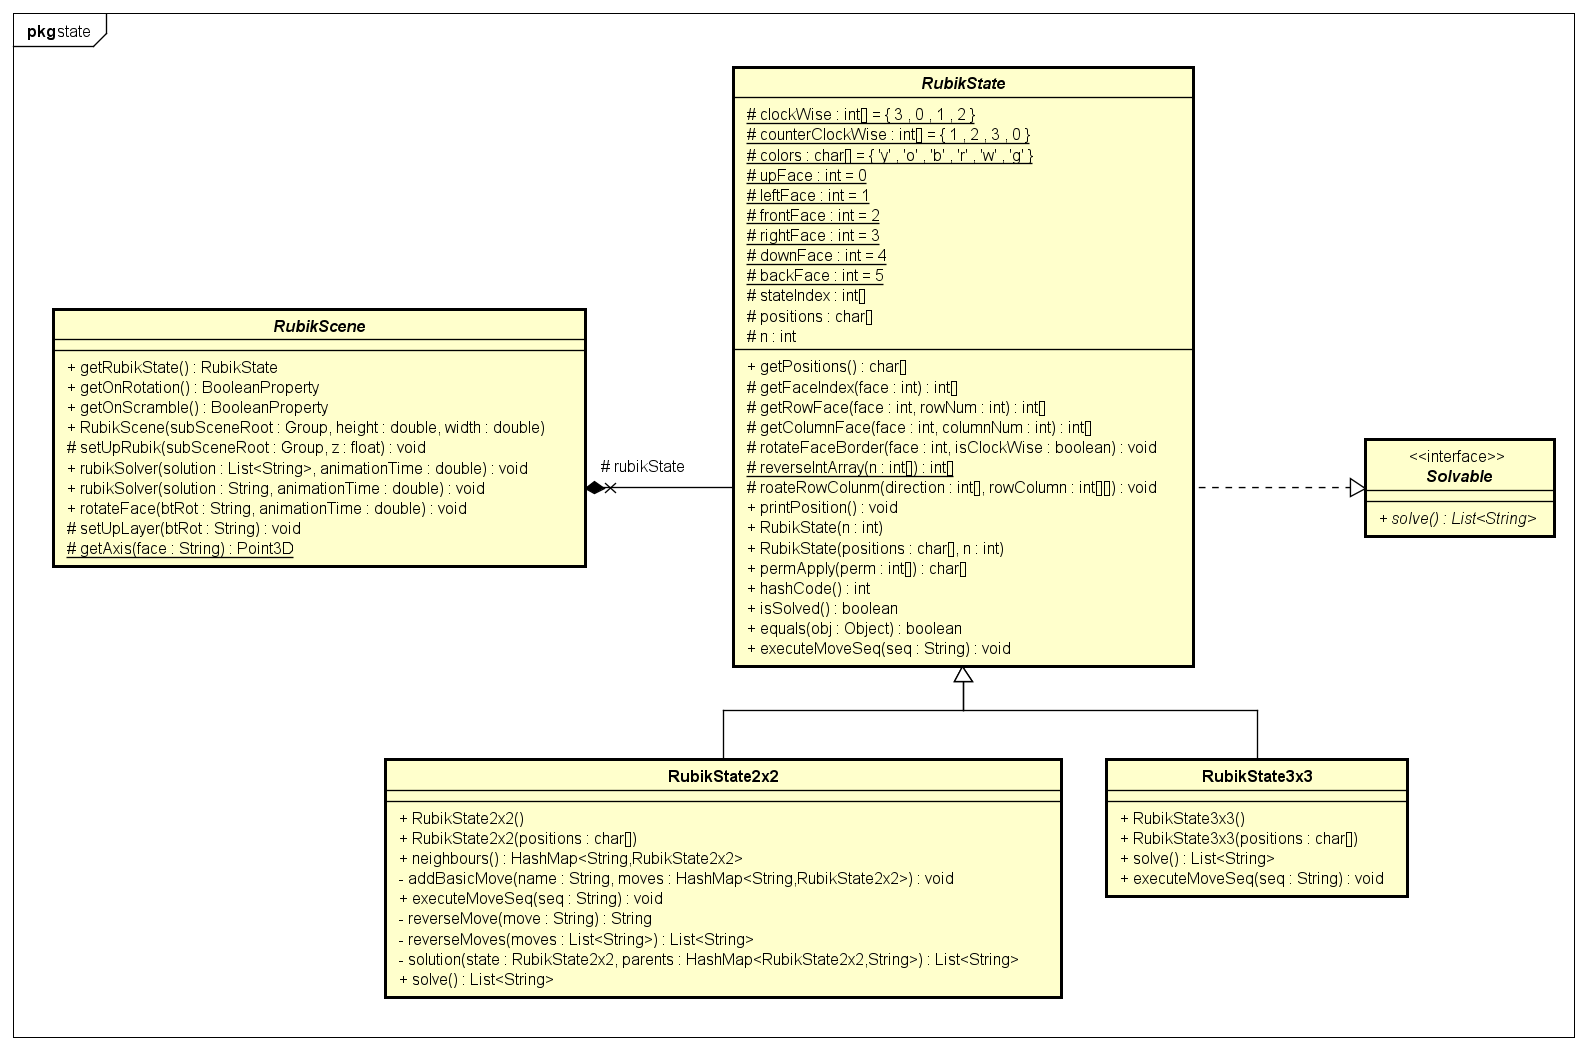 pkg state
RubikState
# clockWise : int[] = { 3 , 0 , 1 , 2 }
# counterClockWise : int[] = { 1 , 2 , 3 , 0 }
# colors : char[] = { 'y' , 'o' , 'b' , 'r' , 'w' , 'g' }
# upFace : int = 0
# leftFace : int = 1
# frontFace : int = 2
# rightFace : int = 3
# downFace : int = 4
# backFace : int = 5
# stateIndex : int[]
# positions : char[]
# n : int
+ getPositions() : char[]
# getFaceIndex(face : int) : int[]
# getRowFace(face : int, rowNum : int) : int[]
# getColumnFace(face : int, columnNum : int) : int[]
# rotateFaceBorder(face : int, isClockWise : boolean) : void
# reverseIntArray(n : int[]) : int[]
# roateRowColunm(direction : int[], rowColumn : int[][]) : void
+ printPosition() : void
+ RubikState(n : int)
+ RubikState(positions : char[], n : int)
+ permApply(perm : int[]) : char[]
+ hashCode() : int
+ isSolved() : boolean
+ equals(obj : Object) : boolean
+ executeMoveSeq(seq : String) : void
RubikScene
+ getRubikState() : RubikState
+ getOnRotation() : BooleanProperty
+ getOnScramble() : BooleanProperty
+ RubikScene(subSceneRoot : Group, height : double, width : double)
# setUpRubik(subSceneRoot : Group, z : float) : void
+ rubikSolver(solution : List<String>, animationTime : double) : void
+ rubikSolver(solution : String, animationTime : double) : void
+ rotateFace(btRot : String, animationTime : double) : void
# setUpLayer(btRot : String) : void
# getAxis(face : String) : Point3D
# rubikState
<<interface>>
Solvable
+ solve() : List<String>
RubikState2x2
+ RubikState2x2()
+ RubikState2x2(positions : char[])
+ neighbours() : HashMap<String,RubikState2x2>
- addBasicMove(name : String, moves : HashMap<String,RubikState2x2>) : void
+ executeMoveSeq(seq : String) : void
- reverseMove(move : String) : String
- reverseMoves(moves : List<String>) : List<String>
- solution(state : RubikState2x2, parents : HashMap<RubikState2x2,String>) : List<String>
+ solve() : List<String>
RubikState3x3
+ RubikState3x3()
+ RubikState3x3(positions : char[])
+ solve() : List<String>
+ executeMoveSeq(seq : String) : void